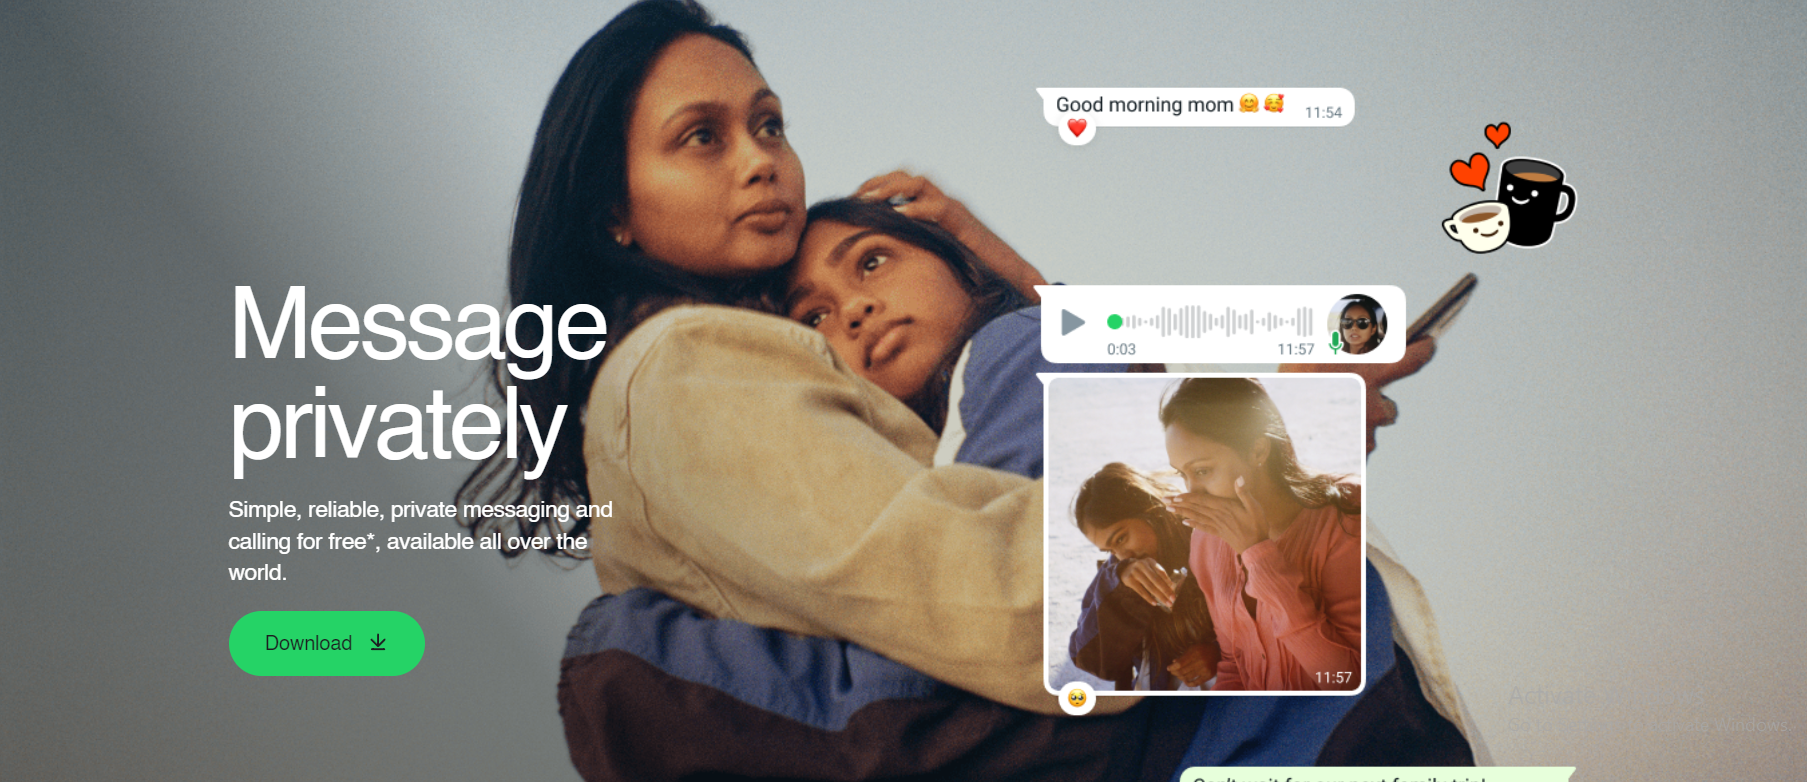 Good morning mom 🤗 🥰 11:54
❤️
Message
privately
0:03 11:57
Simple, reliable, private messaging and
calling for free*, available all over the
world.
Download
11:57
🥺
Windows.